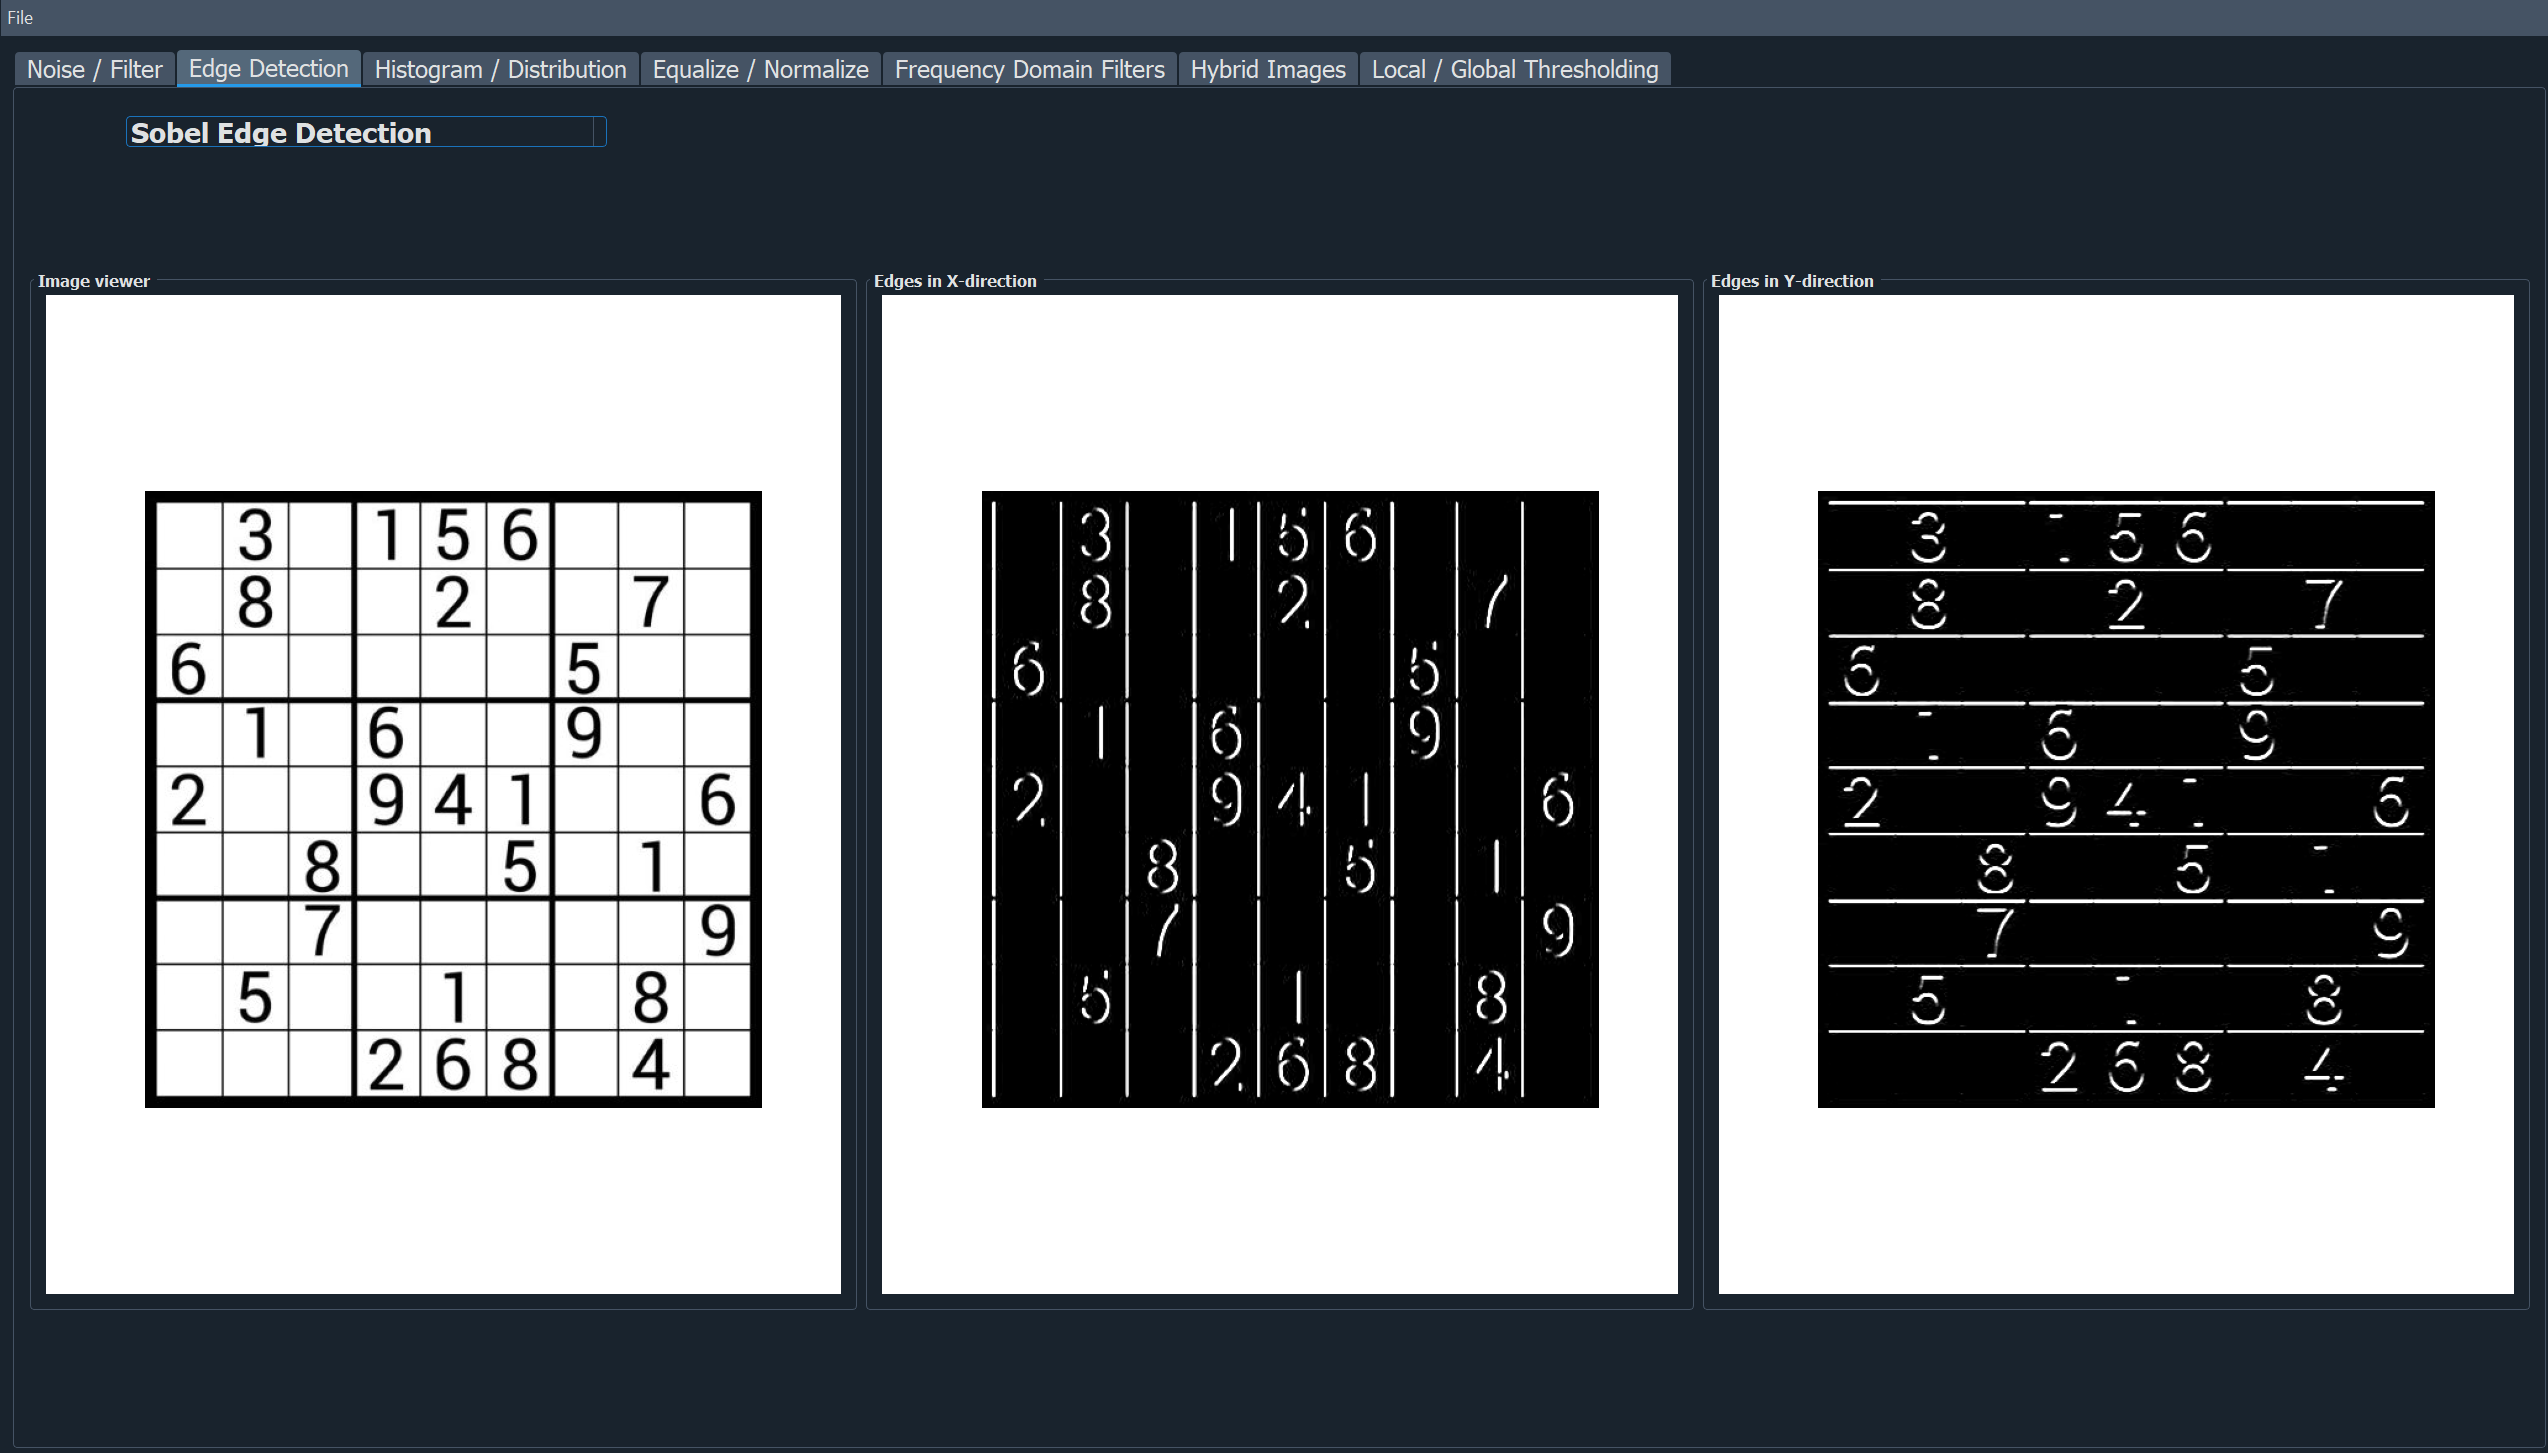 File
Noise / Filter Edge Detection Histogram / Distribution Equalize / Normalize Frequency Domain Filters Hybrid Images Local / Global Thresholding
Sobel Edge Detection
Image viewer
3 1 5 6
8 2 7
6 5
1 6 9
2 9 4 1 6
8 5 1
7 9
5 1 8
2 6 8 4
Edges in X-direction
3 1 5 6
8 2 7
6 5
1 6 9
2 9 4 1 6
8 5 1
7 9
5 1 8
2 6 8 4
Edges in Y-direction
3 5 6
8 2 7
6 5
6 9
2 9 4 6
8 5
7 9
5 8
2 6 8 4